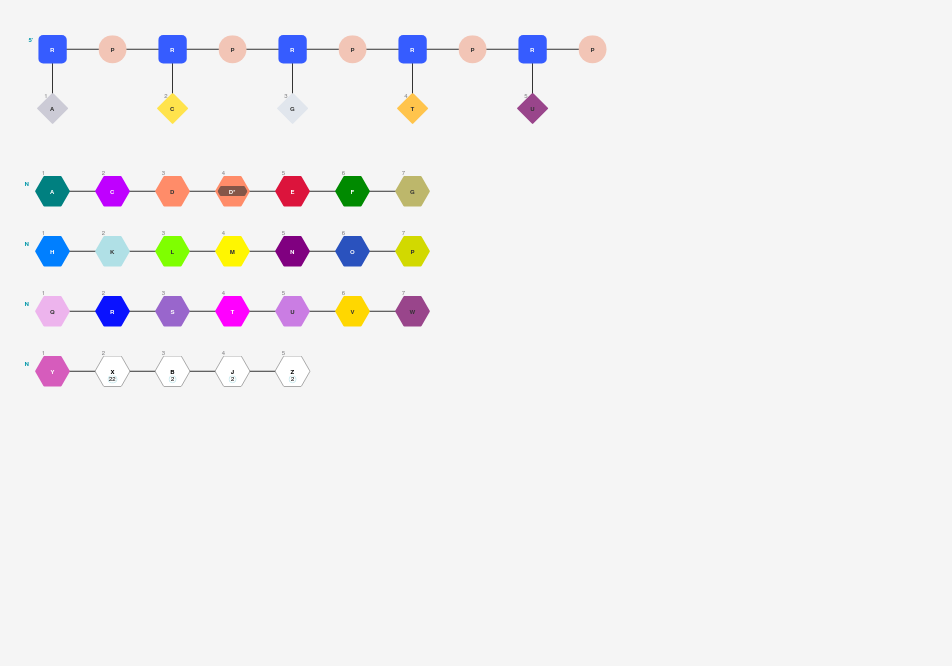 5' R P R P R P R P R P
1 2 3 4 5
A C G T U
1 2 3 4 5 6 7
N A C D D* E F G
1 2 3 4 5 6 7
N H K L M N O P
1 2 3 4 5 6 7
N Q R S T U V W
1 2 3 4 5
N Y X B J Z
22 2 2 2